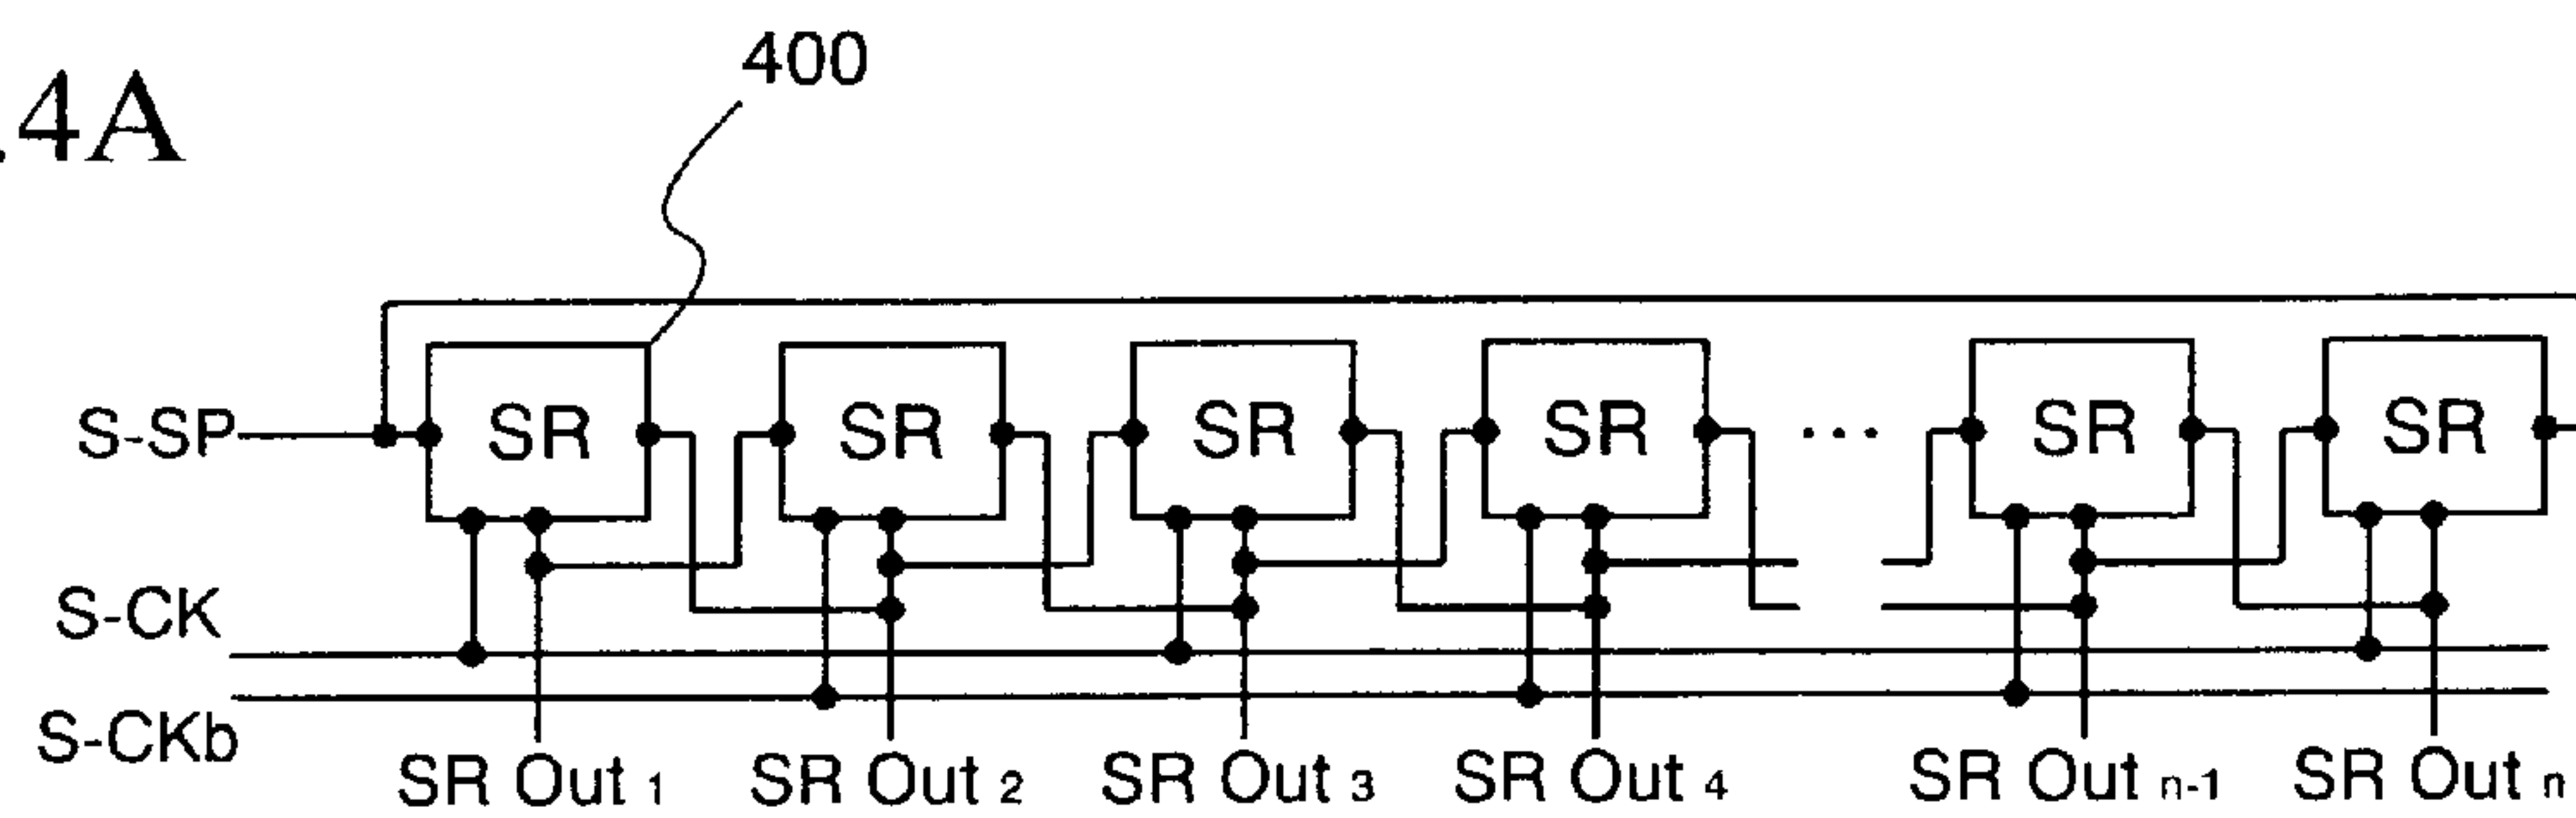 .4A
400
S-SP
SR SR SR SR ... SR SR
S-CK
S-CKb
SR Out 1 SR Out 2 SR Out 3 SR Out 4 SR Out n-1 SR Out n